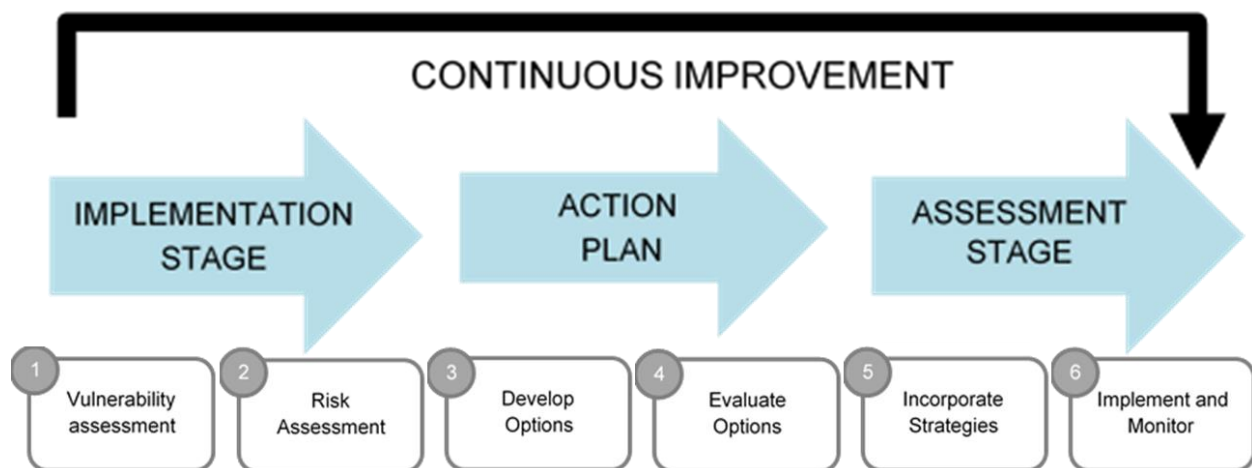 CONTINUOUS IMPROVEMENT
IMPLEMENTATION
STAGE
ACTION
PLAN
ASSESSMENT
STAGE
1
Vulnerability
assessment
2
Risk
Assessment
3
Develop
Options
4
Evaluate
Options
5
Incorporate
Strategies
6
Implement and
Monitor